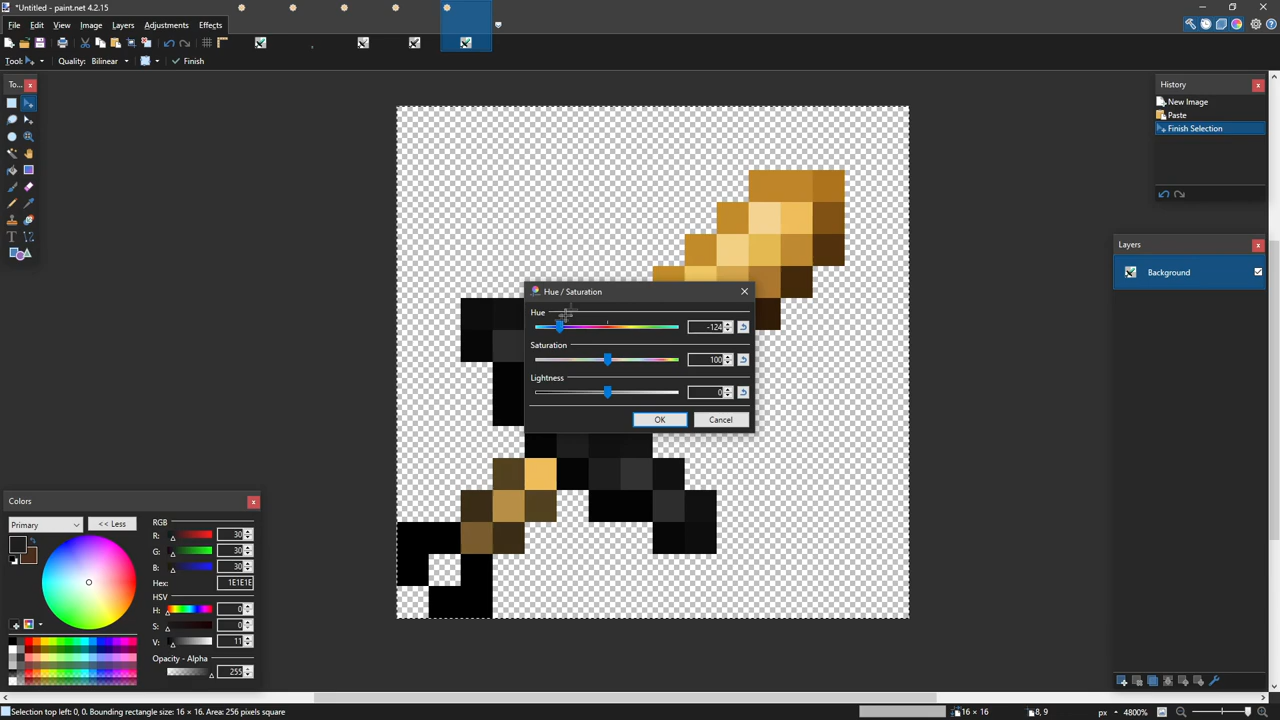 *Untitled - paint.net 4.2.15
File Edit View Image Layers Adjustments Effects
Tool: Quality: Bilinear Finish
To...
History
New Image
Paste
Finish Selection
Layers
Background
Hue / Saturation
Hue
-124
Saturation
100
Lightness
0
OK Cancel
Colors
Primary << Less
RGB
R: 30
G: 30
B: 30
Hex: 1E1E1E
HSV
H: 0
S: 0
V: 11
Opacity - Alpha
255
Selection top left: 0, 0. Bounding rectangle size: 16 × 16. Area: 256 pixels square
16 × 16 8, 9 px 4800%